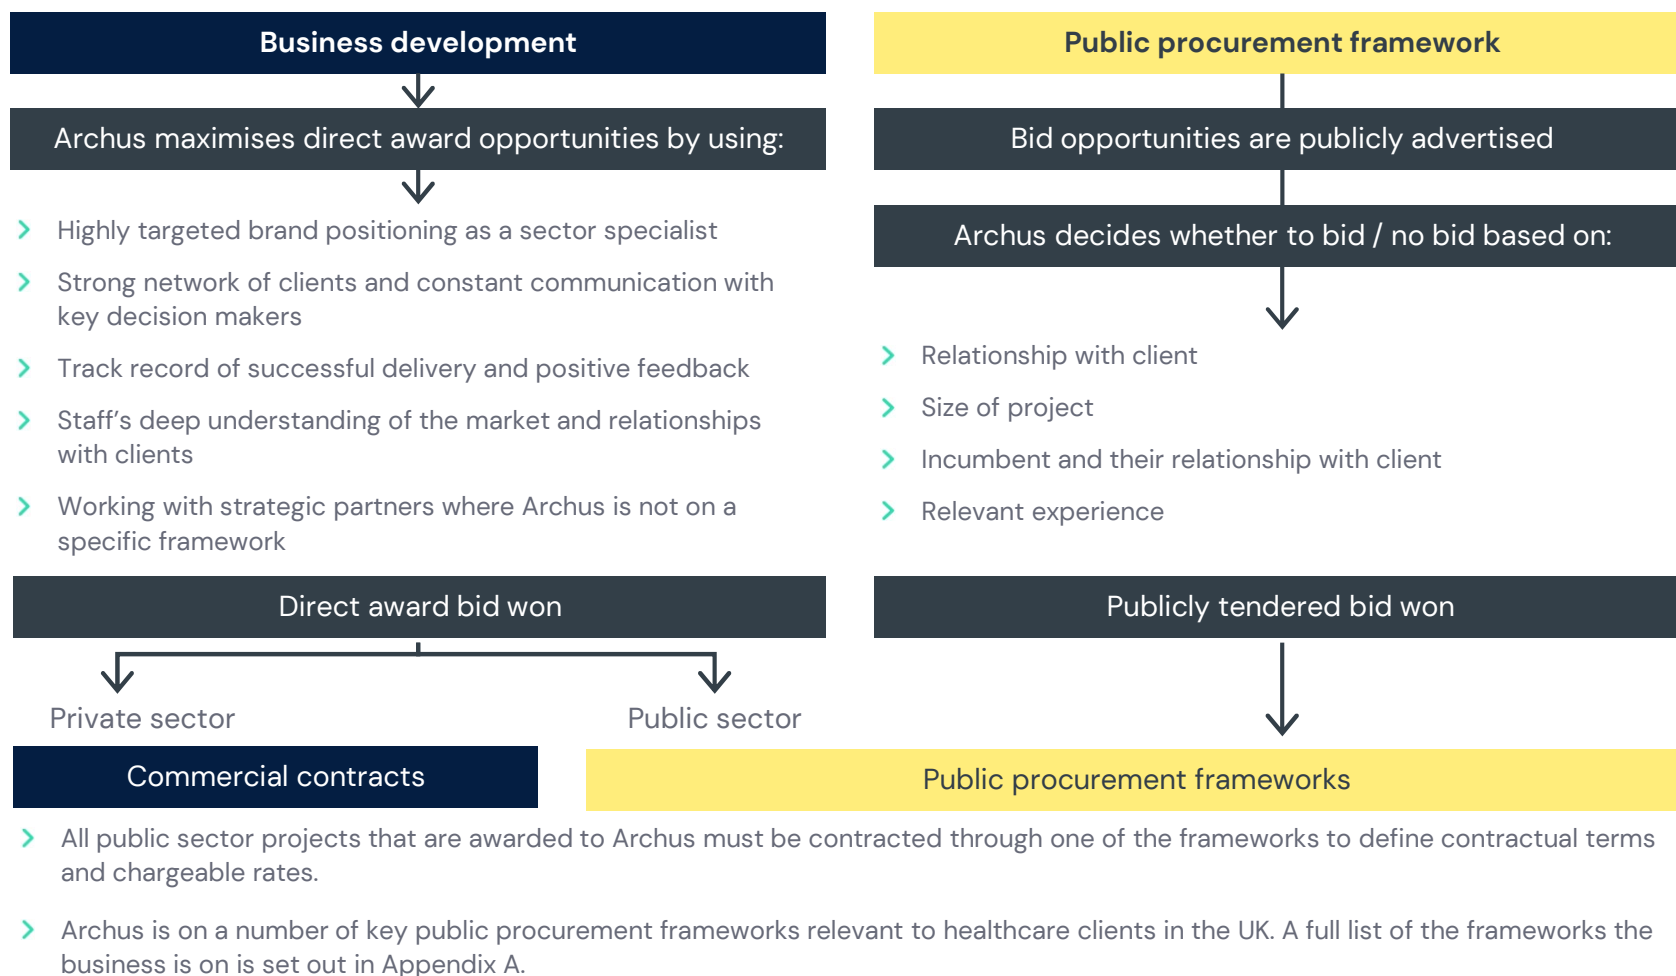 Business development
Archus maximises direct award opportunities by using:
Highly targeted brand positioning as a sector specialist
Strong network of clients and constant communication with
key decision makers
Track record of successful delivery and positive feedback
Staff’s deep understanding of the market and relationships
with clients
Working with strategic partners where Archus is not on a
specific framework
Direct award bid won
Private sector
Public sector
Commercial contracts
Public procurement framework
Bid opportunities are publicly advertised
Archus decides whether to bid / no bid based on:
Relationship with client
Size of project
Incumbent and their relationship with client
Relevant experience
Publicly tendered bid won
Public procurement frameworks
All public sector projects that are awarded to Archus must be contracted through one of the frameworks to define contractual terms
and chargeable rates.
Archus is on a number of key public procurement frameworks relevant to healthcare clients in the UK. A full list of the frameworks the
business is on is set out in Appendix A.